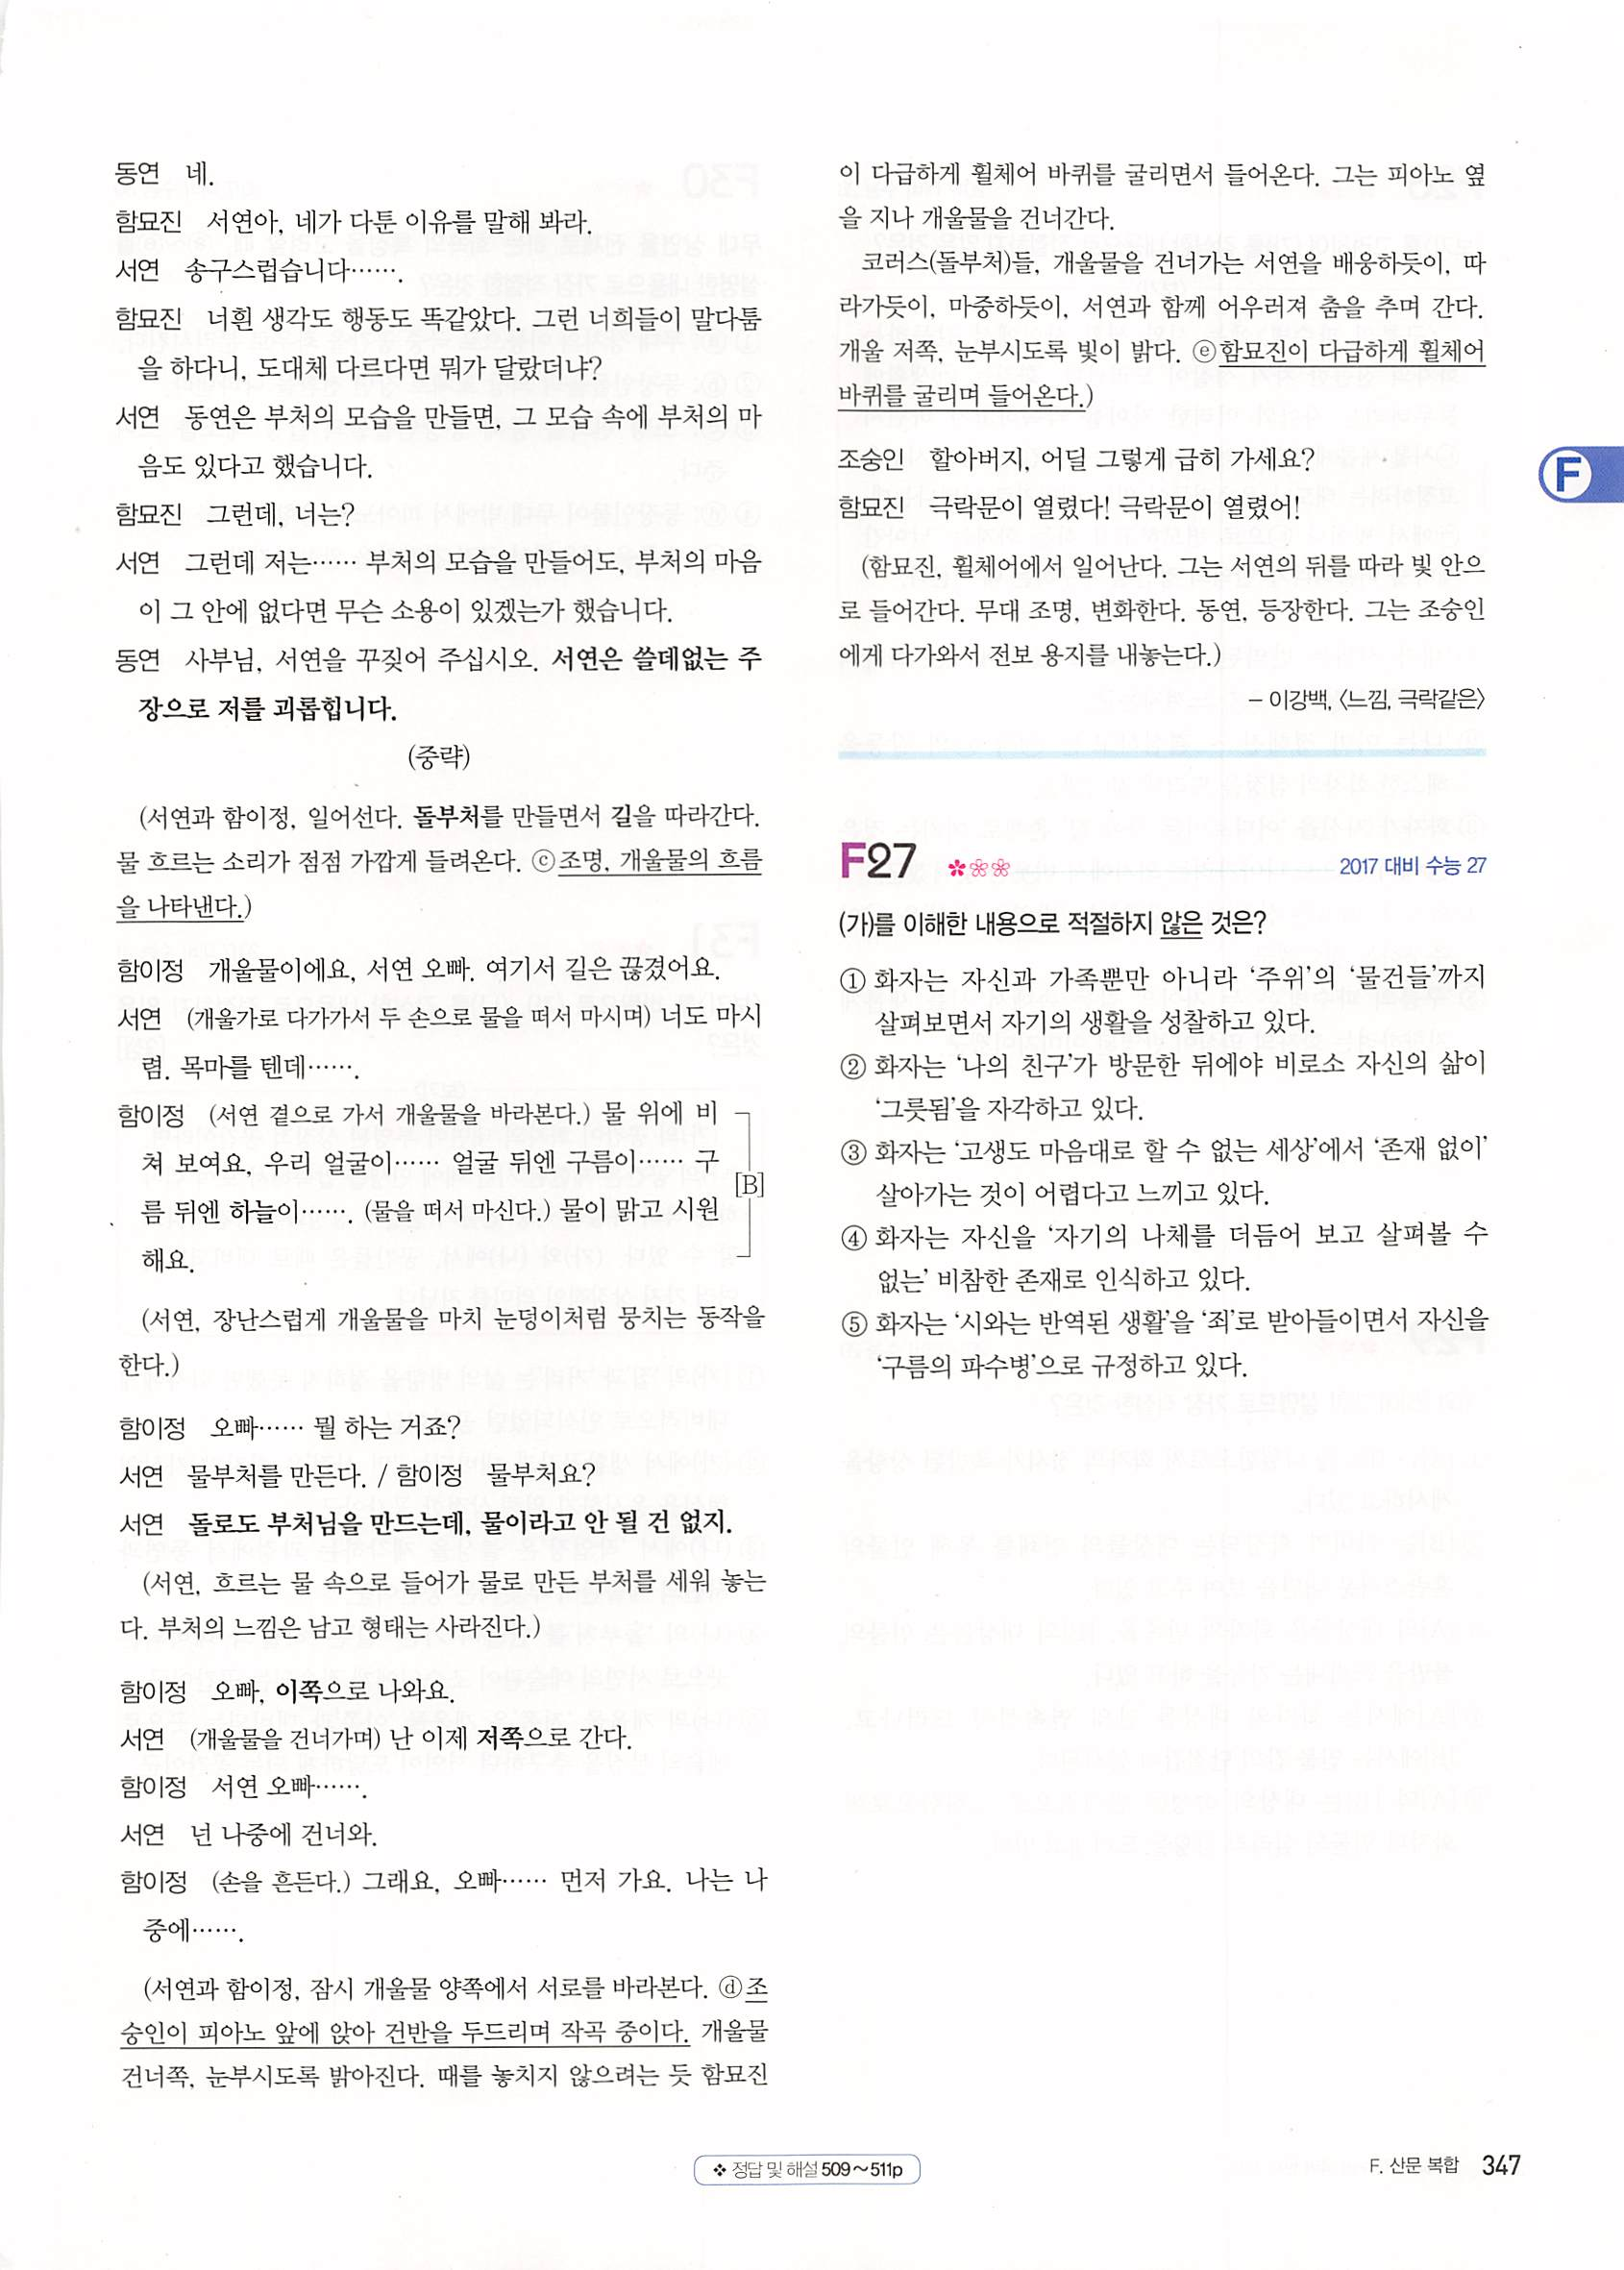 동연 네.
함묘진 서연아, 네가 다툰 이유를 말해 봐라.
서연 송구스럽습니다…….
함묘진 너흰 생각도 행동도 똑같았다. 그런 너희들이 말다툼
을 하다니, 도대체 다르다면 뭐가 달랐더냐?
서연 동연은 부처의 모습을 만들면, 그 모습 속에 부처의 마
음도 있다고 했습니다.
함묘진 그런데, 너는?
서연 그런데 저는…… 부처의 모습을 만들어도, 부처의 마음
이 그 안에 없다면 무슨 소용이 있겠는가 했습니다.
동연 사부님, 서연을 꾸짖어 주십시오. 서연은 쓸데없는 주
장으로 저를 괴롭힙니다.
(중략)
(서연과 함이정, 일어선다. 돌부처를 만들면서 길을 따라간다.
물 흐르는 소리가 점점 가깝게 들려온다. ⓒ조명, 개울물의 흐름
을 나타낸다.)
함이정 개울물이에요, 서연 오빠. 여기서 길은 끊겼어요.
서연 (개울가로 다가가서 두 손으로 물을 떠서 마시며) 너도 마시
렴. 목마를 텐데…….
함이정 (서연 곁으로 가서 개울물을 바라본다.) 물 위에 비
쳐 보여요, 우리 얼굴이…… 얼굴 뒤엔 구름이…… 구
름 뒤엔 하늘이……. (물을 떠서 마신다.) 물이 맑고 시원
해요.
[B]
(서연, 장난스럽게 개울물을 마치 눈덩이처럼 뭉치는 동작을
한다.)
함이정 오빠…… 뭘 하는 거죠?
서연 물부처를 만든다. / 함이정 물부처요?
서연 돌로도 부처님을 만드는데, 물이라고 안 될 건 없지.
(서연, 흐르는 물 속으로 들어가 물로 만든 부처를 세워 놓는
다. 부처의 느낌은 남고 형태는 사라진다.)
함이정 오빠, 이쪽으로 나와요.
서연 (개울물을 건너가며) 난 이제 저쪽으로 간다.
함이정 서연 오빠…….
서연 넌 나중에 건너와.
함이정 (손을 흔든다.) 그래요, 오빠…… 먼저 가요. 나는 나
중에…….
(서연과 함이정, 잠시 개울물 양쪽에서 서로를 바라본다. ⓓ조
숭인이 피아노 앞에 앉아 건반을 두드리며 작곡 중이다. 개울물
건너쪽, 눈부시도록 밝아진다. 때를 놓치지 않으려는 듯 함묘진
이 다급하게 휠체어 바퀴를 굴리면서 들어온다. 그는 피아노 옆
을 지나 개울물을 건너간다.
코러스(돌부처)들, 개울물을 건너가는 서연을 배웅하듯이, 따
라가듯이, 마중하듯이, 서연과 함께 어우러져 춤을 추며 간다.
개울 저쪽, 눈부시도록 빛이 밝다. ⓔ함묘진이 다급하게 휠체어
바퀴를 굴리며 들어온다.)
조숭인 할아버지, 어딜 그렇게 급히 가세요?
함묘진 극락문이 열렸다! 극락문이 열렸어!
(함묘진, 휠체어에서 일어난다. 그는 서연의 뒤를 따라 빛 안으
로 들어간다. 무대 조명, 변화한다. 동연, 등장한다. 그는 조숭인
에게 다가와서 전보 용지를 내놓는다.)
– 이강백, 〈느낌, 극락같은〉
F
F27 2017 대비 수능 27
(가)를 이해한 내용으로 적절하지 않은 것은?
① 화자는 자신과 가족뿐만 아니라 '주위'의 '물건들'까지
살펴보면서 자기의 생활을 성찰하고 있다.
② 화자는 '나의 친구'가 방문한 뒤에야 비로소 자신의 삶이
'그릇됨'을 자각하고 있다.
③ 화자는 '고생도 마음대로 할 수 없는 세상'에서 '존재 없이'
살아가는 것이 어렵다고 느끼고 있다.
④ 화자는 자신을 '자기의 나체를 더듬어 보고 살펴볼 수
없는' 비참한 존재로 인식하고 있다.
⑤ 화자는 '시와는 반역된 생활'을 '죄'로 받아들이면서 자신을
'구름의 파수병'으로 규정하고 있다.
❖ 정답 및 해설 509~511p
F. 산문 복합 347